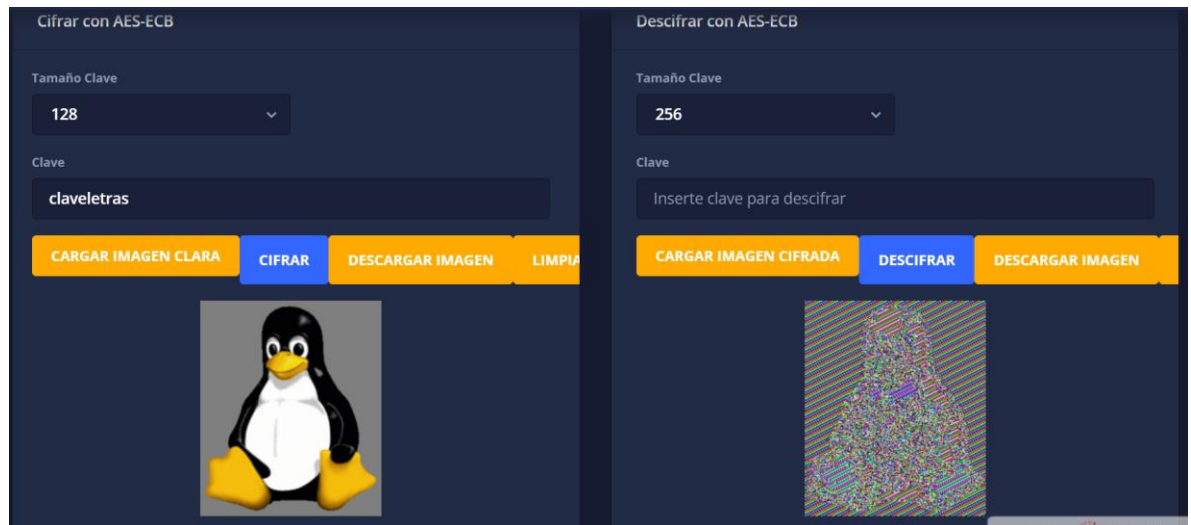 Cifrar con AES-ECB
Tamaño Clave
128
Clave
claveletras
CARGAR IMAGEN CLARA CIFRAR DESCARGAR IMAGEN LIMPIA
Descifrar con AES-ECB
Tamaño Clave
256
Clave
Inserte clave para descifrar
CARGAR IMAGEN CIFRADA DESCIFRAR DESCARGAR IMAGEN